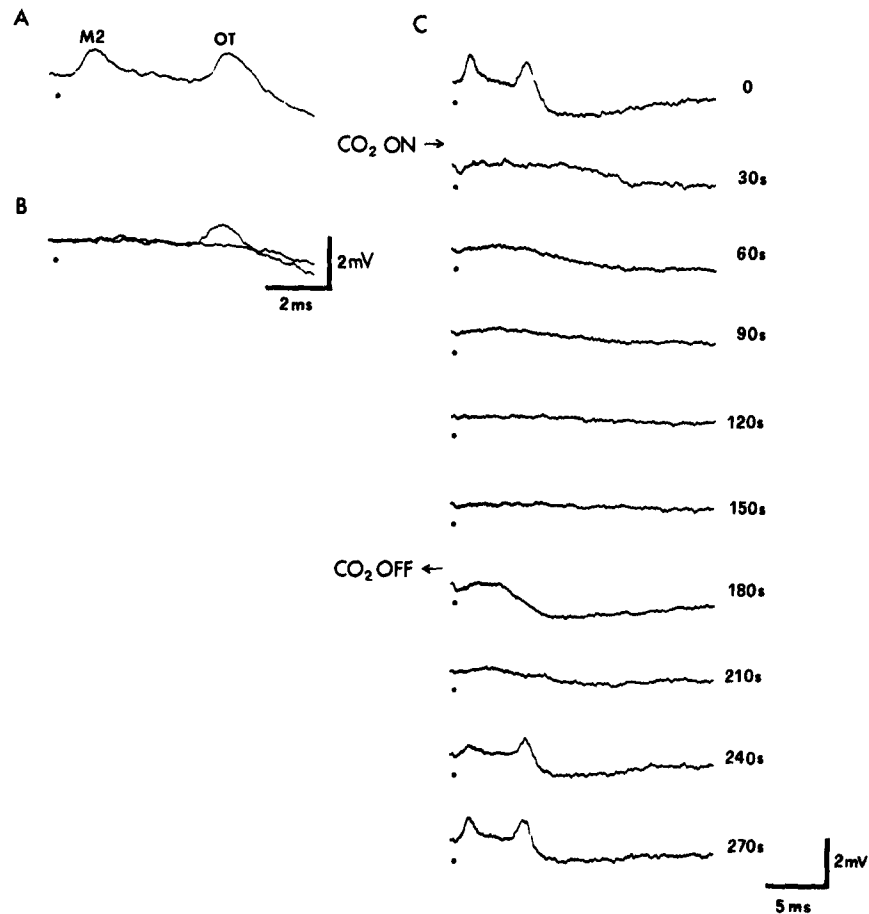 A
M2
OT
B
2mV
2ms
C
0
CO₂ ON →
30s
60s
90s
120s
150s
CO₂ OFF ←
180s
210s
240s
270s
2mV
5ms